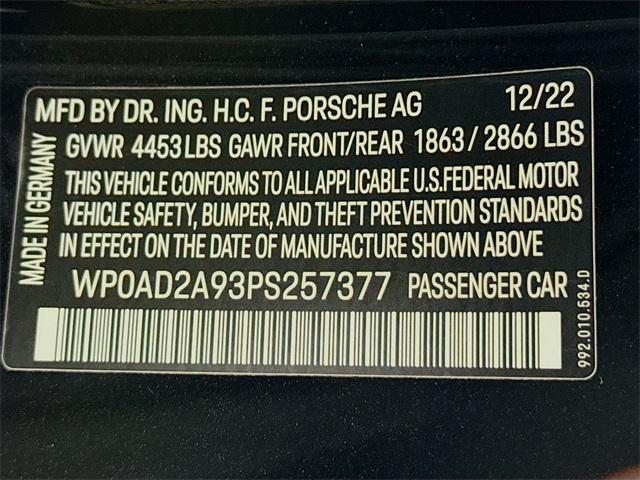 MFD BY DR. ING. H.C. F. PORSCHE AG 12/22
GVWR 4453 LBS GAWR FRONT/REAR 1863 / 2866 LBS
THIS VEHICLE CONFORMS TO ALL APPLICABLE U.S.FEDERAL MOTOR
VEHICLE SAFETY, BUMPER, AND THEFT PREVENTION STANDARDS
IN EFFECT ON THE DATE OF MANUFACTURE SHOWN ABOVE
WP0AD2A93PS257377 PASSENGER CAR
MADE IN GERMANY
992.010.534.D